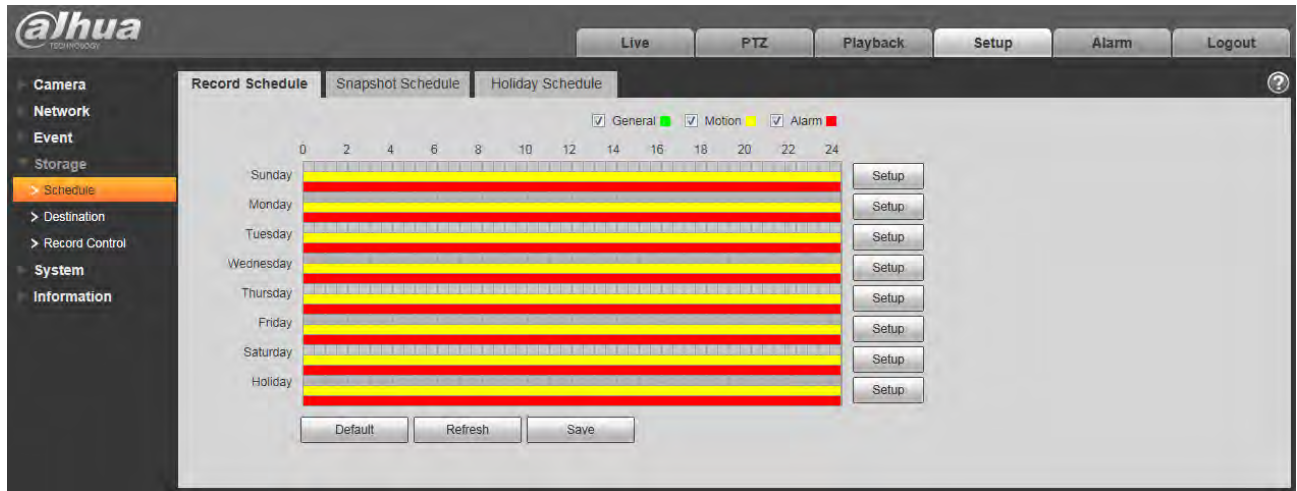 alhua
TECHNOLOGY
Live PTZ Playback Setup Alarm Logout
Camera
Network
Event
Storage
> Schedule
> Destination
> Record Control
System
Information
Record Schedule Snapshot Schedule Holiday Schedule ?
General Motion Alarm
0 2 4 6 8 10 12 14 16 18 20 22 24
Sunday Setup
Monday Setup
Tuesday Setup
Wednesday Setup
Thursday Setup
Friday Setup
Saturday Setup
Holiday Setup
Default Refresh Save